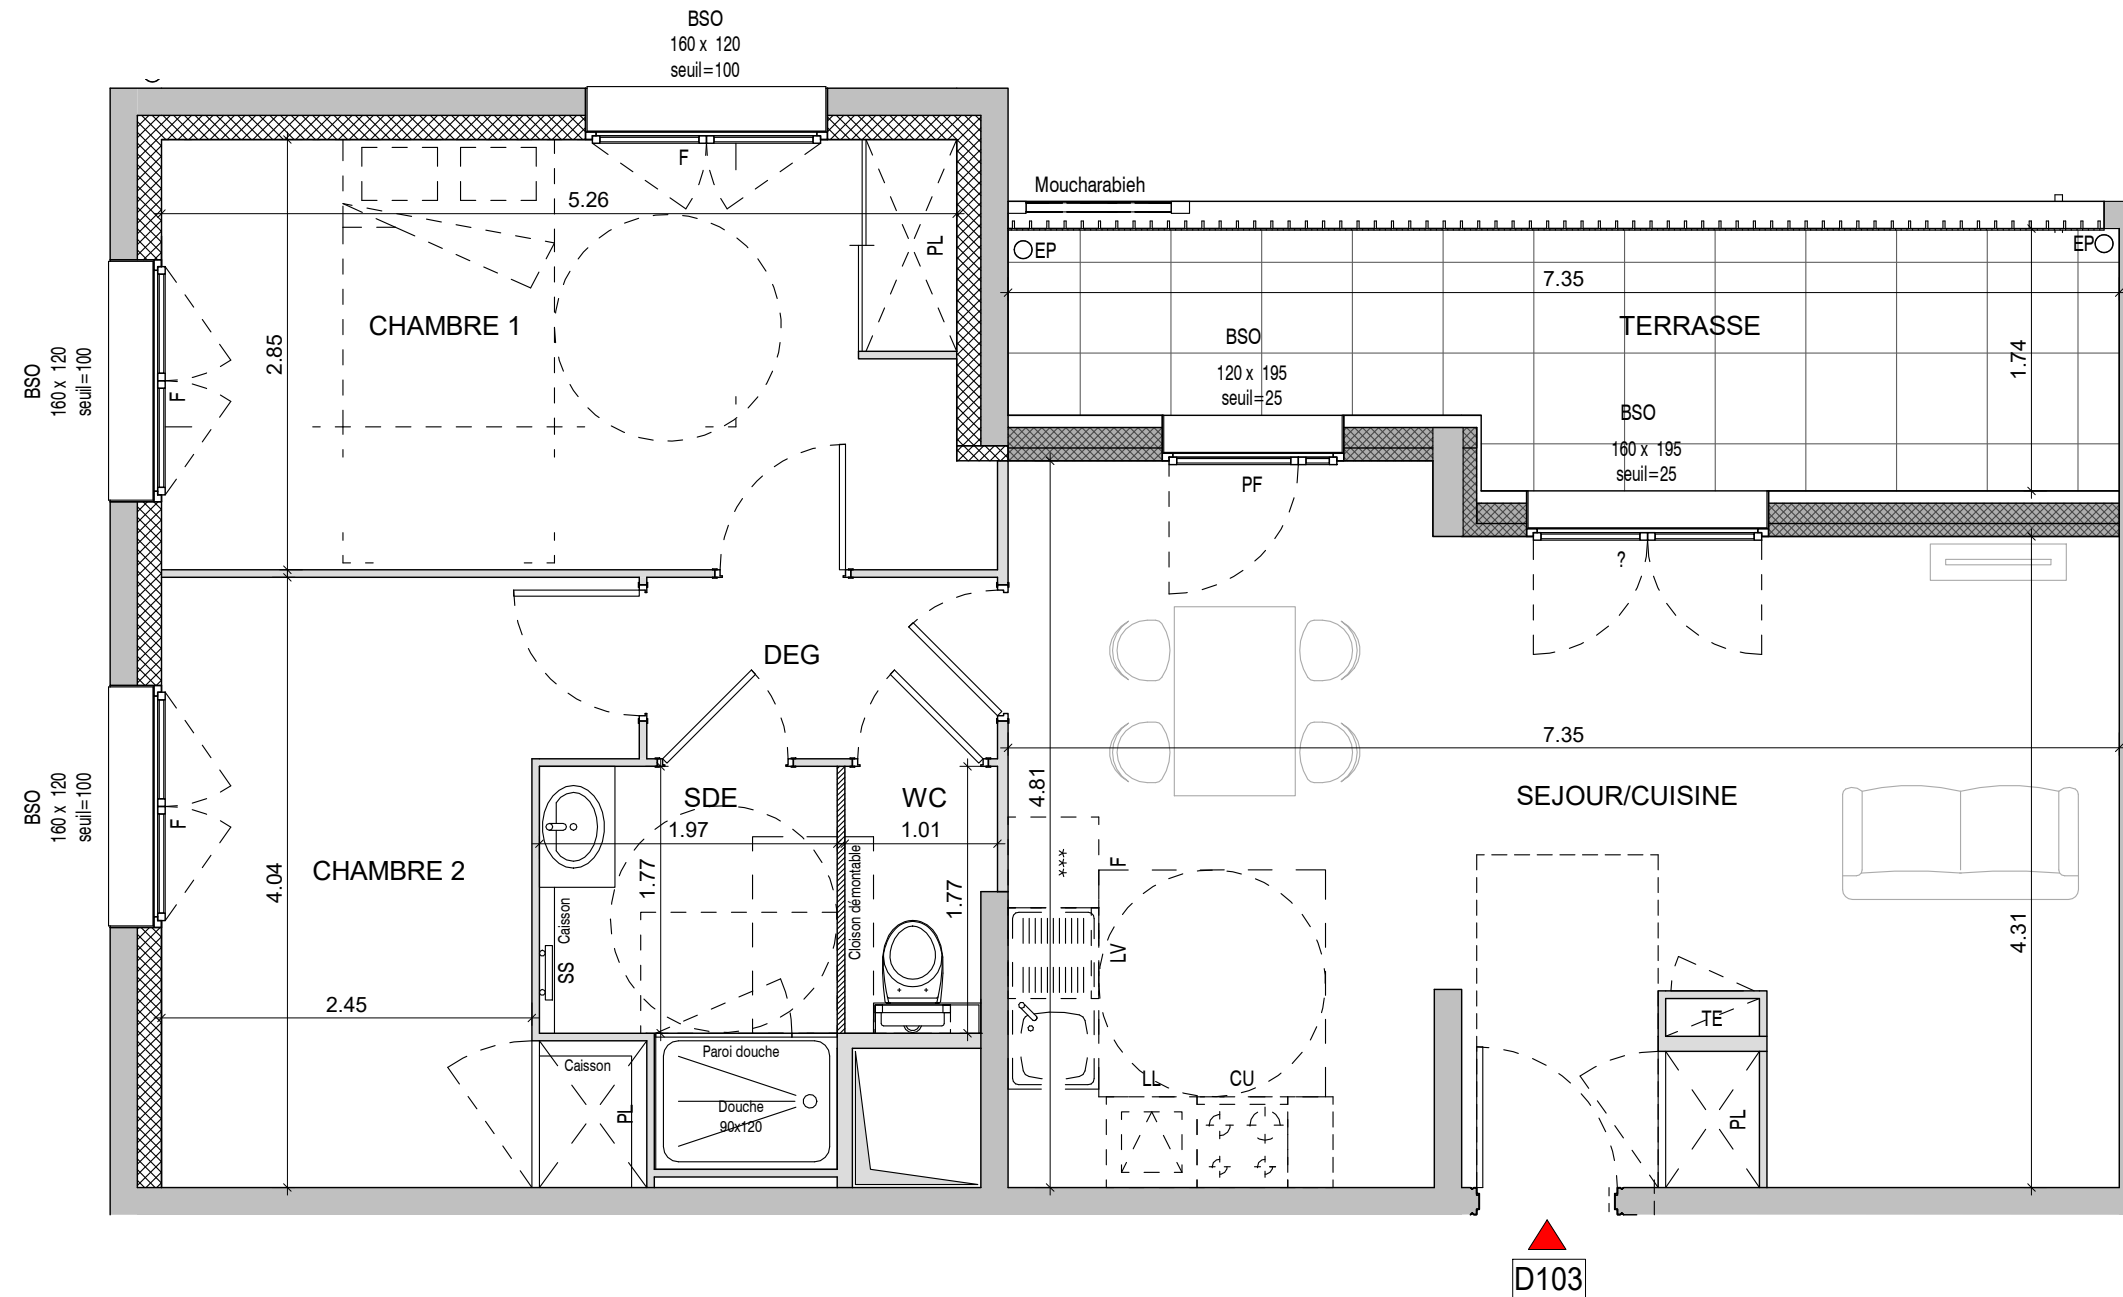 BSO
160 x 120
seuil=100
F
5.26
PL
Moucharabieh
EP
EP
7.35
TERRASSE
1.74
BSO
120 x 195
seuil=25
BSO
160 x 195
seuil=25
CHAMBRE 1
2.85
BSO
160 x 120
seuil=100
F
PF
?
DEG
7.35
4.81
SEJOUR/CUISINE
BSO
160 x 120
seuil=100
F
CHAMBRE 2
4.04
SDE
1.97
1.77
WC
1.01
1.77
Cloison démontable
Caisson
SS
***
F
LV
4.31
2.45
TE
Caisson
PL
Paroi douche
Douche
90x120
LL
CU
PL
D103